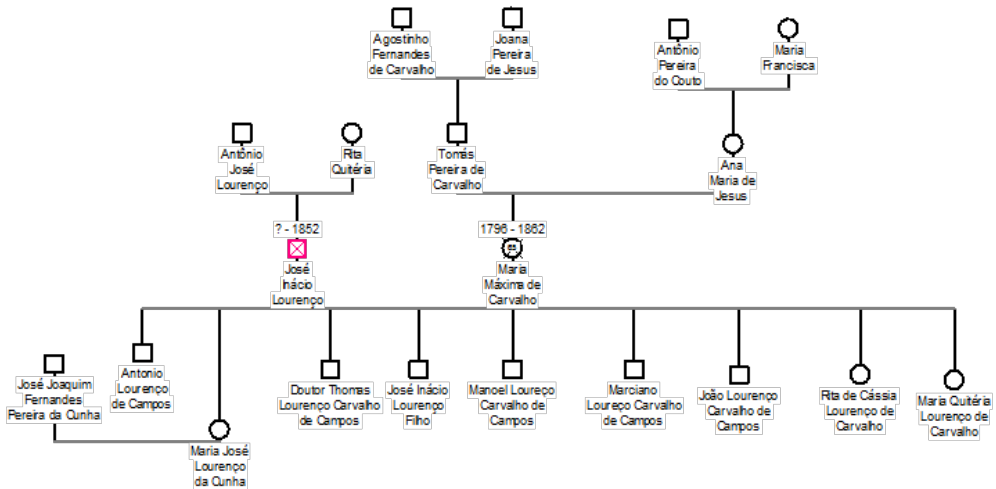 Agostinho
Fernandes
de Carvalho
Joana
Pereira
de Jesus
Antônio
Pereira
do Couto
Maria
Francisca
Antônio
José
Lourenço
Rita
Quitéria
Tomás
Pereira de
Carvalho
Ana
Maria de
Jesus
? - 1852
José
Inácio
Lourenço
1796 - 1862
Maria
Máxima de
Carvalho
José Joaquim
Fernandes
Pereira da Cunha
Antonio
Lourenço
de Campos
Maria José
Lourenço
da Cunha
Doutor Thomas
Lourenço Carvalho
de Campos
José Inácio
Lourenço
Filho
Manoel Loureço
Carvalho de
Campos
Marciano
Loureço Carvalho
de Campos
João Lourenço
Carvalho de
Campos
Rita de Cássia
Lourenço de
Carvalho
Maria Quitéria
Lourenço de
Carvalho